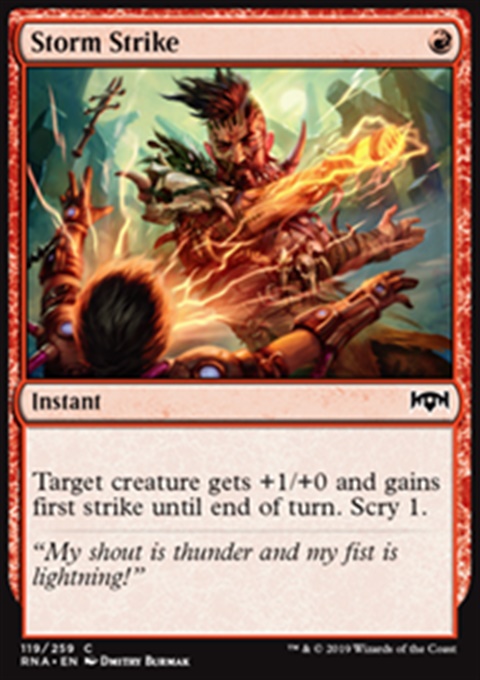 Storm Strike
Instant
Target creature gets +1/+0 and gains
first strike until end of turn. Scry 1.
“My shout is thunder and my fist is
lightning!”
119/259 C
RNA • EN Dmitry Burmak
™ & © 2019 Wizards of the Coast